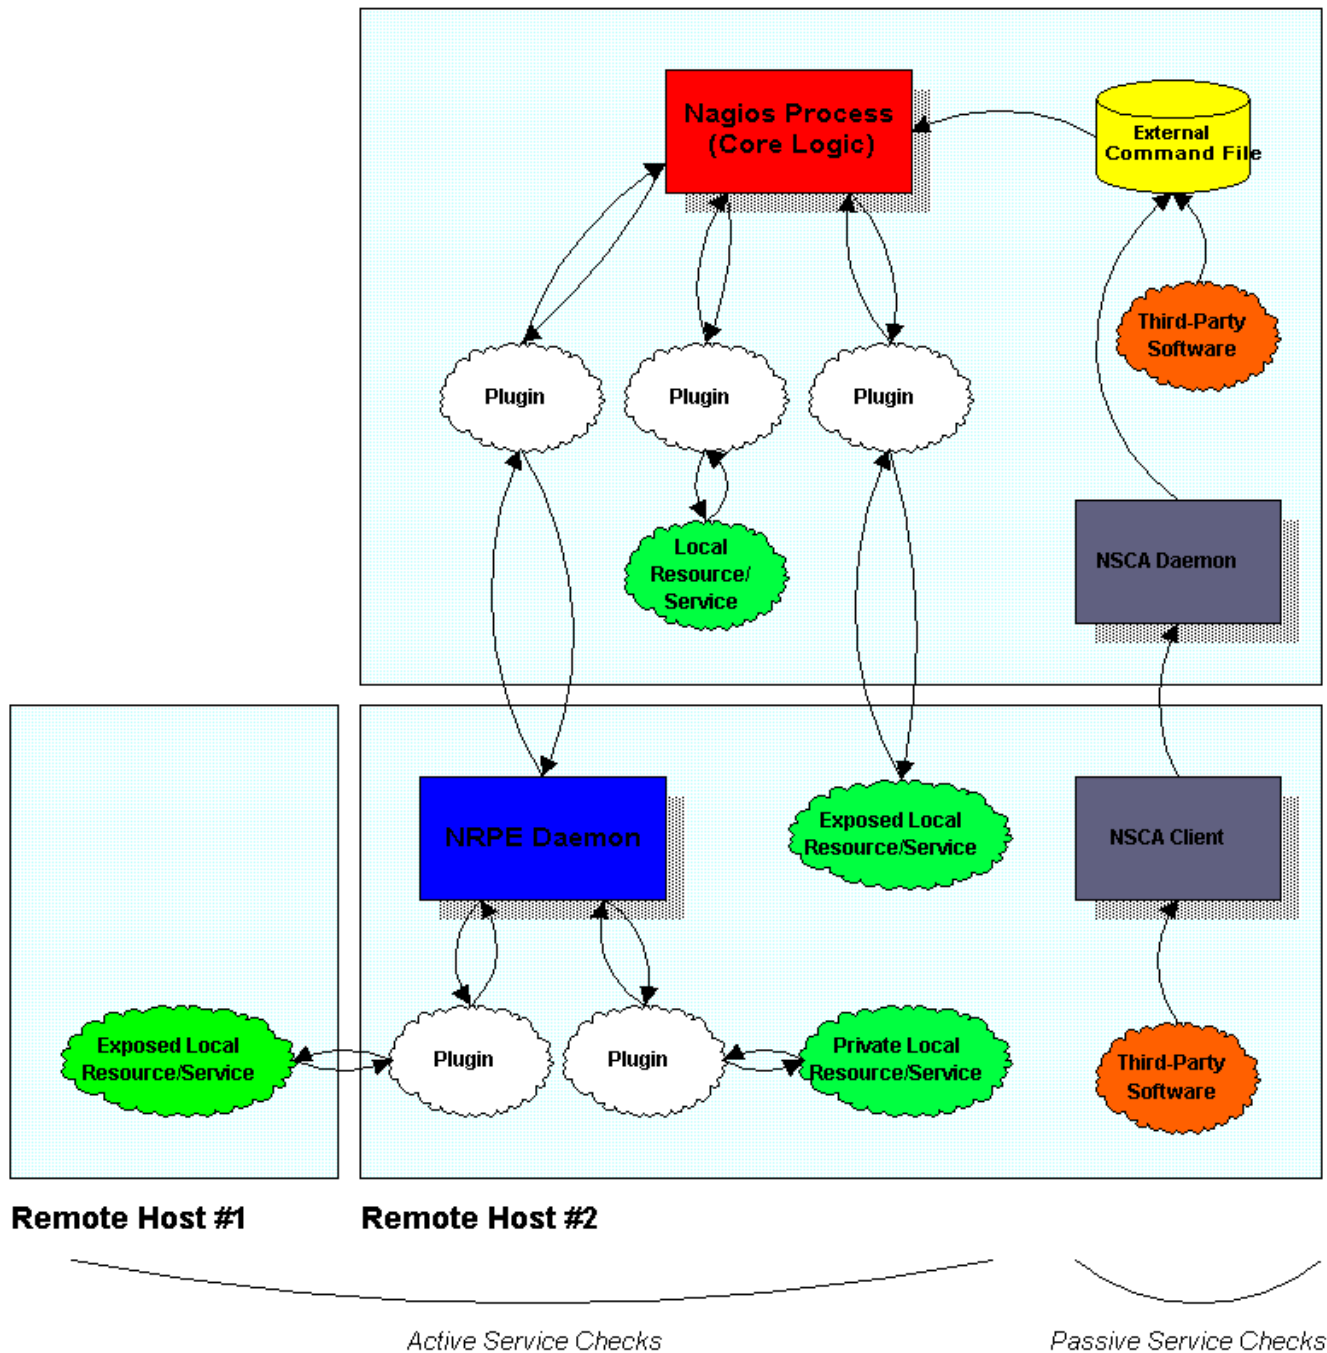 Nagios Process
(Core Logic)
External
Command File
Third-Party
Software
Plugin
Plugin
Plugin
Local
Resource/
Service
NSCA Daemon
NRPE Daemon
Exposed Local
Resource/Service
NSCA Client
Exposed Local
Resource/Service
Plugin
Plugin
Private Local
Resource/Service
Third-Party
Software
Remote Host #1
Remote Host #2
Active Service Checks
Passive Service Checks